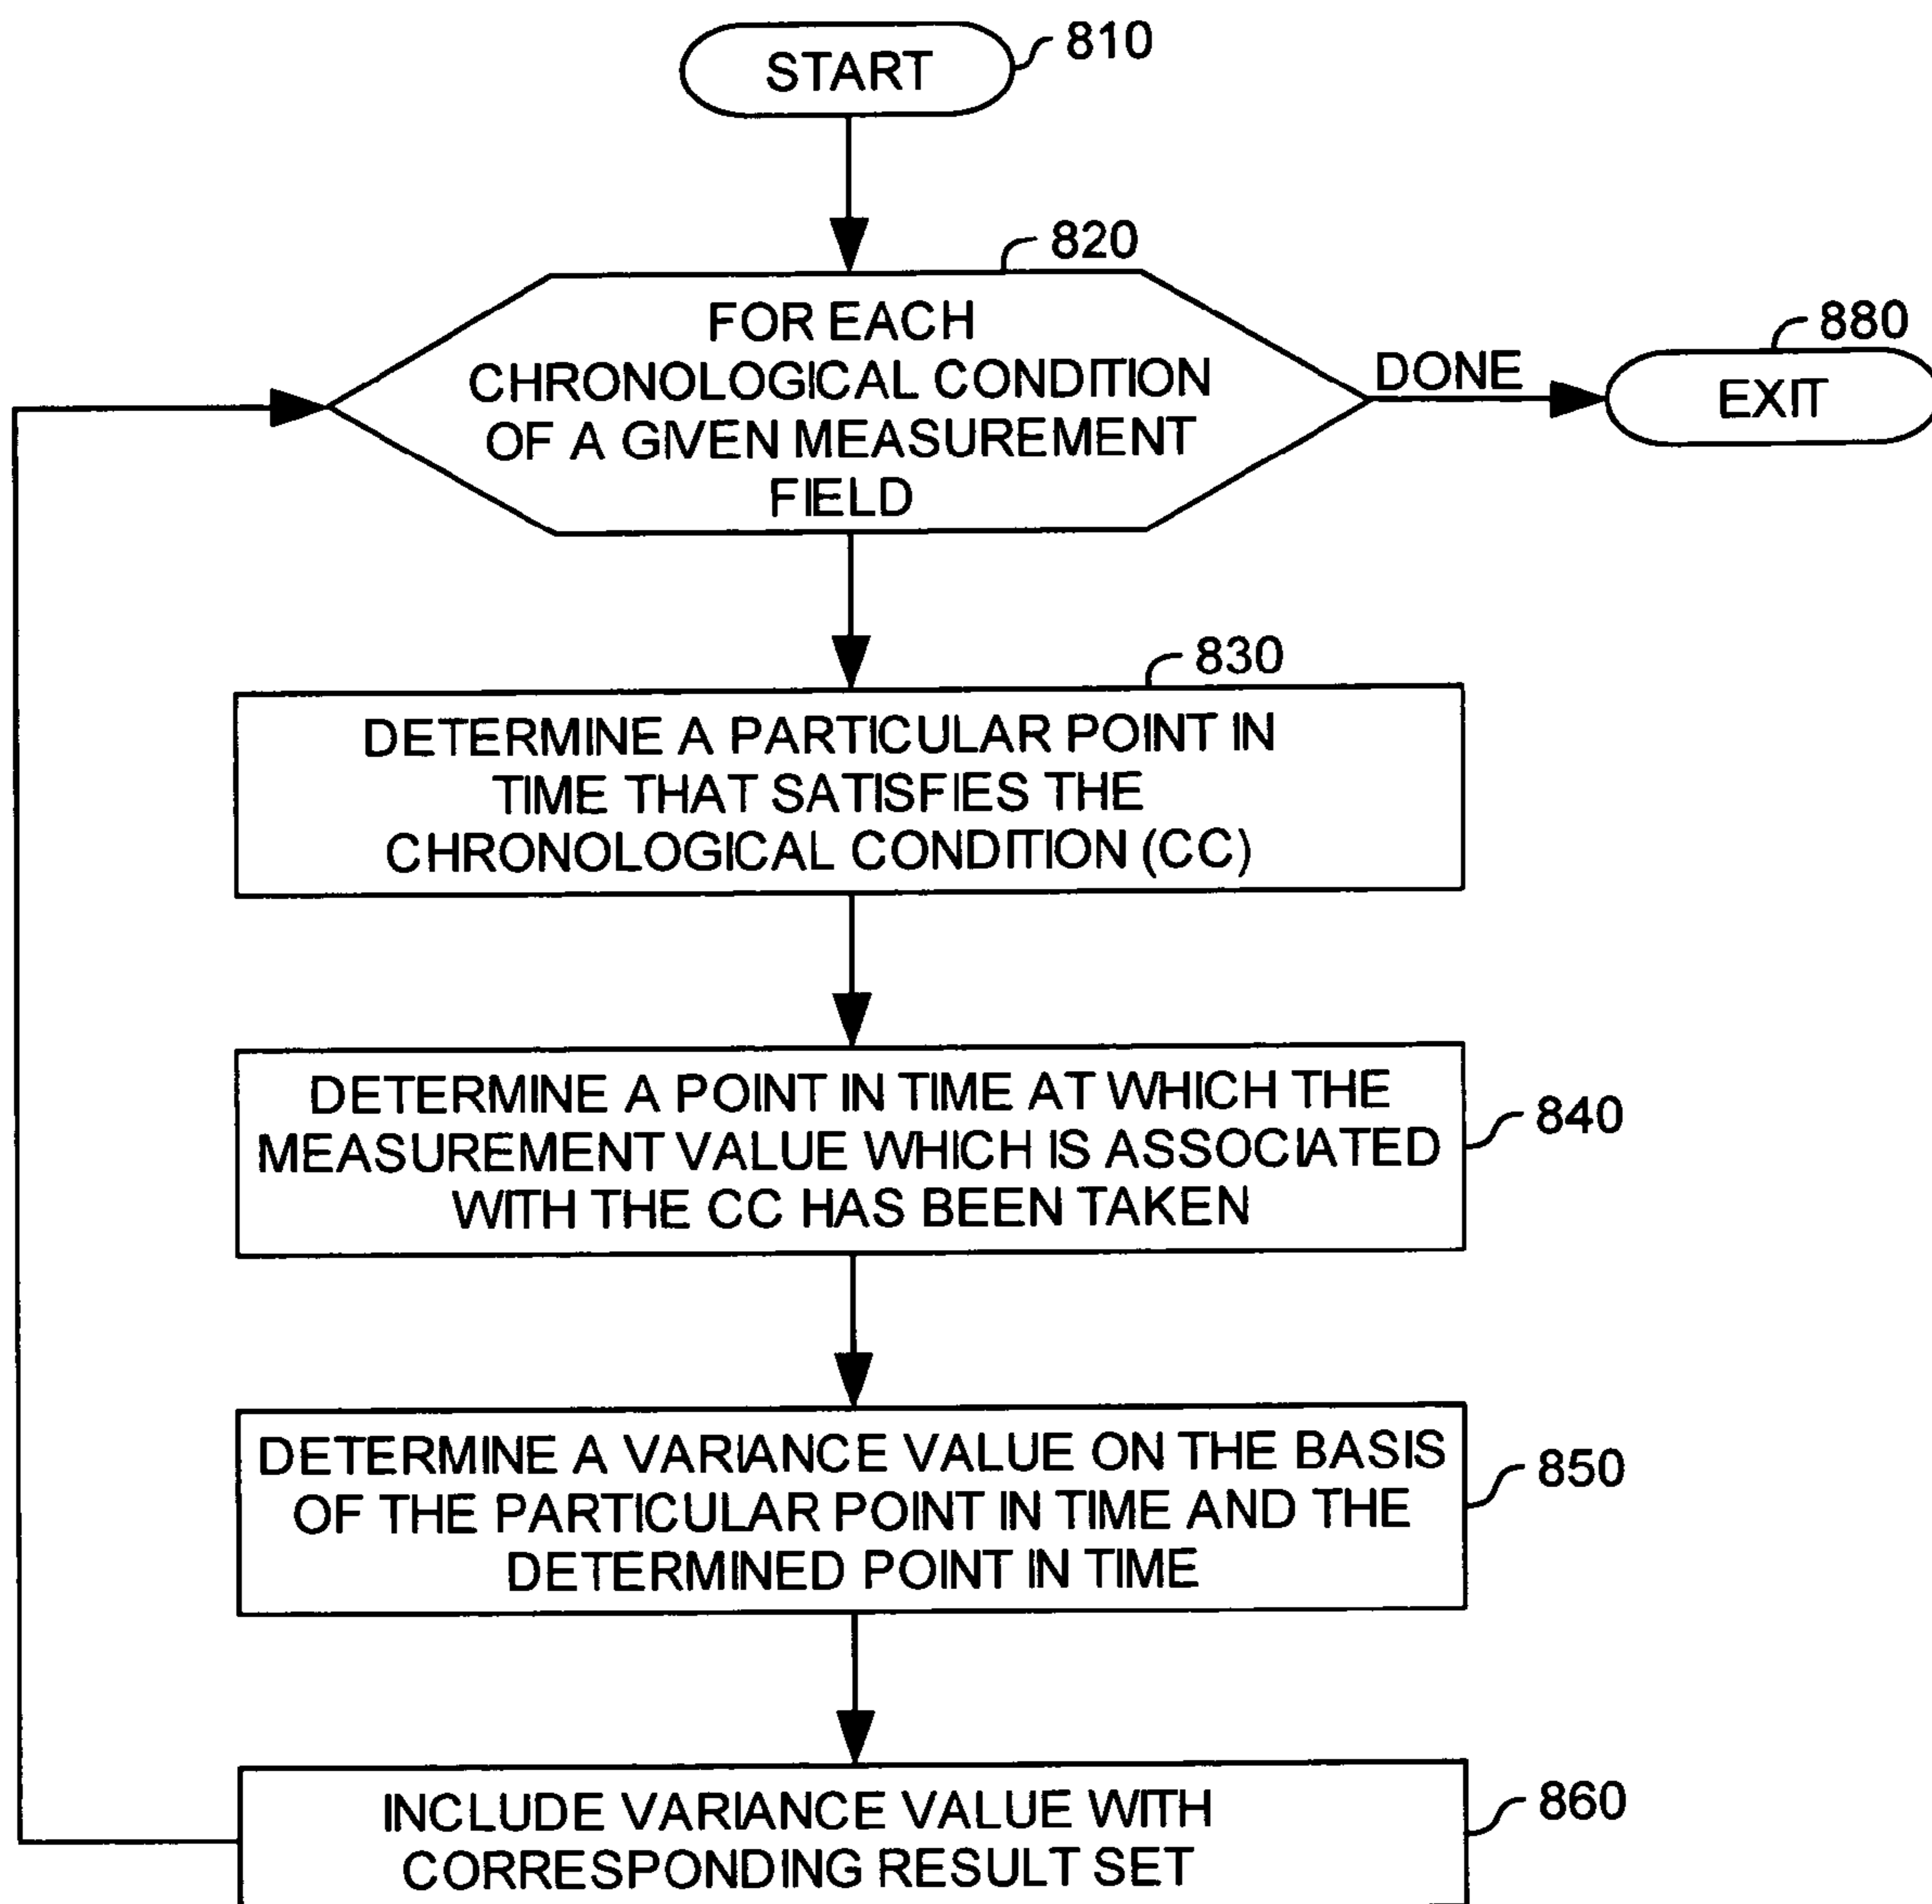 START
810
820
FOR EACH
CHRONOLOGICAL CONDITION
OF A GIVEN MEASUREMENT
FIELD
DONE
880
EXIT
830
DETERMINE A PARTICULAR POINT IN
TIME THAT SATISFIES THE
CHRONOLOGICAL CONDITION (CC)
DETERMINE A POINT IN TIME AT WHICH THE
MEASUREMENT VALUE WHICH IS ASSOCIATED
WITH THE CC HAS BEEN TAKEN
840
DETERMINE A VARIANCE VALUE ON THE BASIS
OF THE PARTICULAR POINT IN TIME AND THE
DETERMINED POINT IN TIME
850
INCLUDE VARIANCE VALUE WITH
CORRESPONDING RESULT SET
860